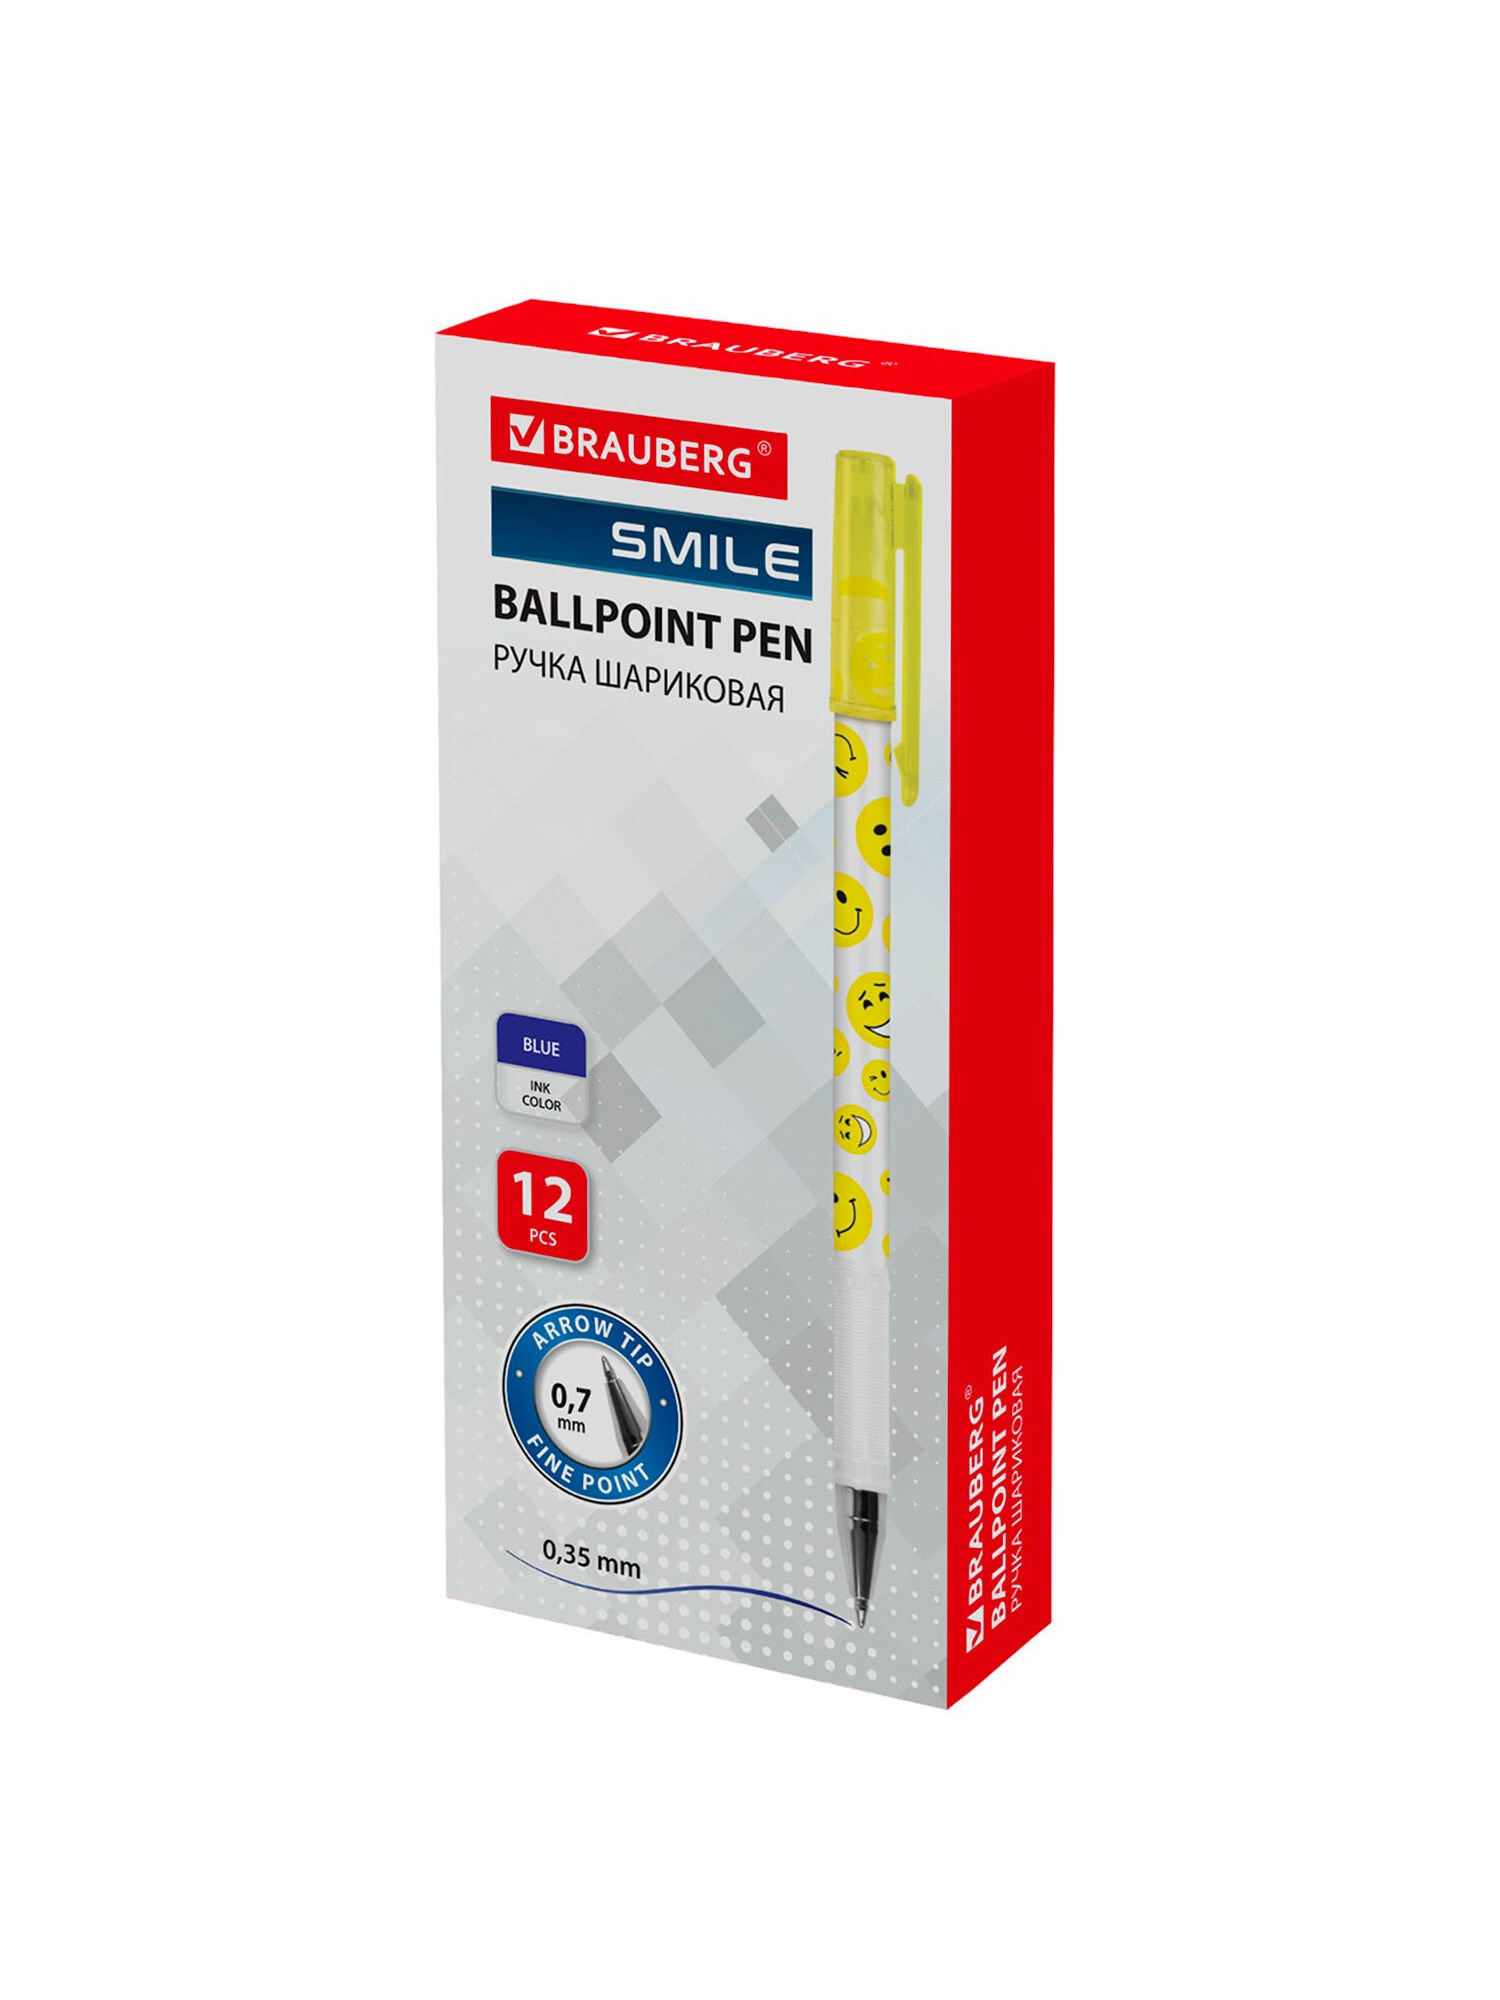 BRAUBERG ®
BRAUBERG®
SMILE
BALLPOINT PEN
РУЧКА ШАРИКОВАЯ
BLUE
INK
COLOR
12
PCS
ARROW TIP
0,7
mm
FINE POINT
0,35 mm
BRAUBERG®
BALLPOINT PEN
РУЧКА ШАРИКОВАЯ